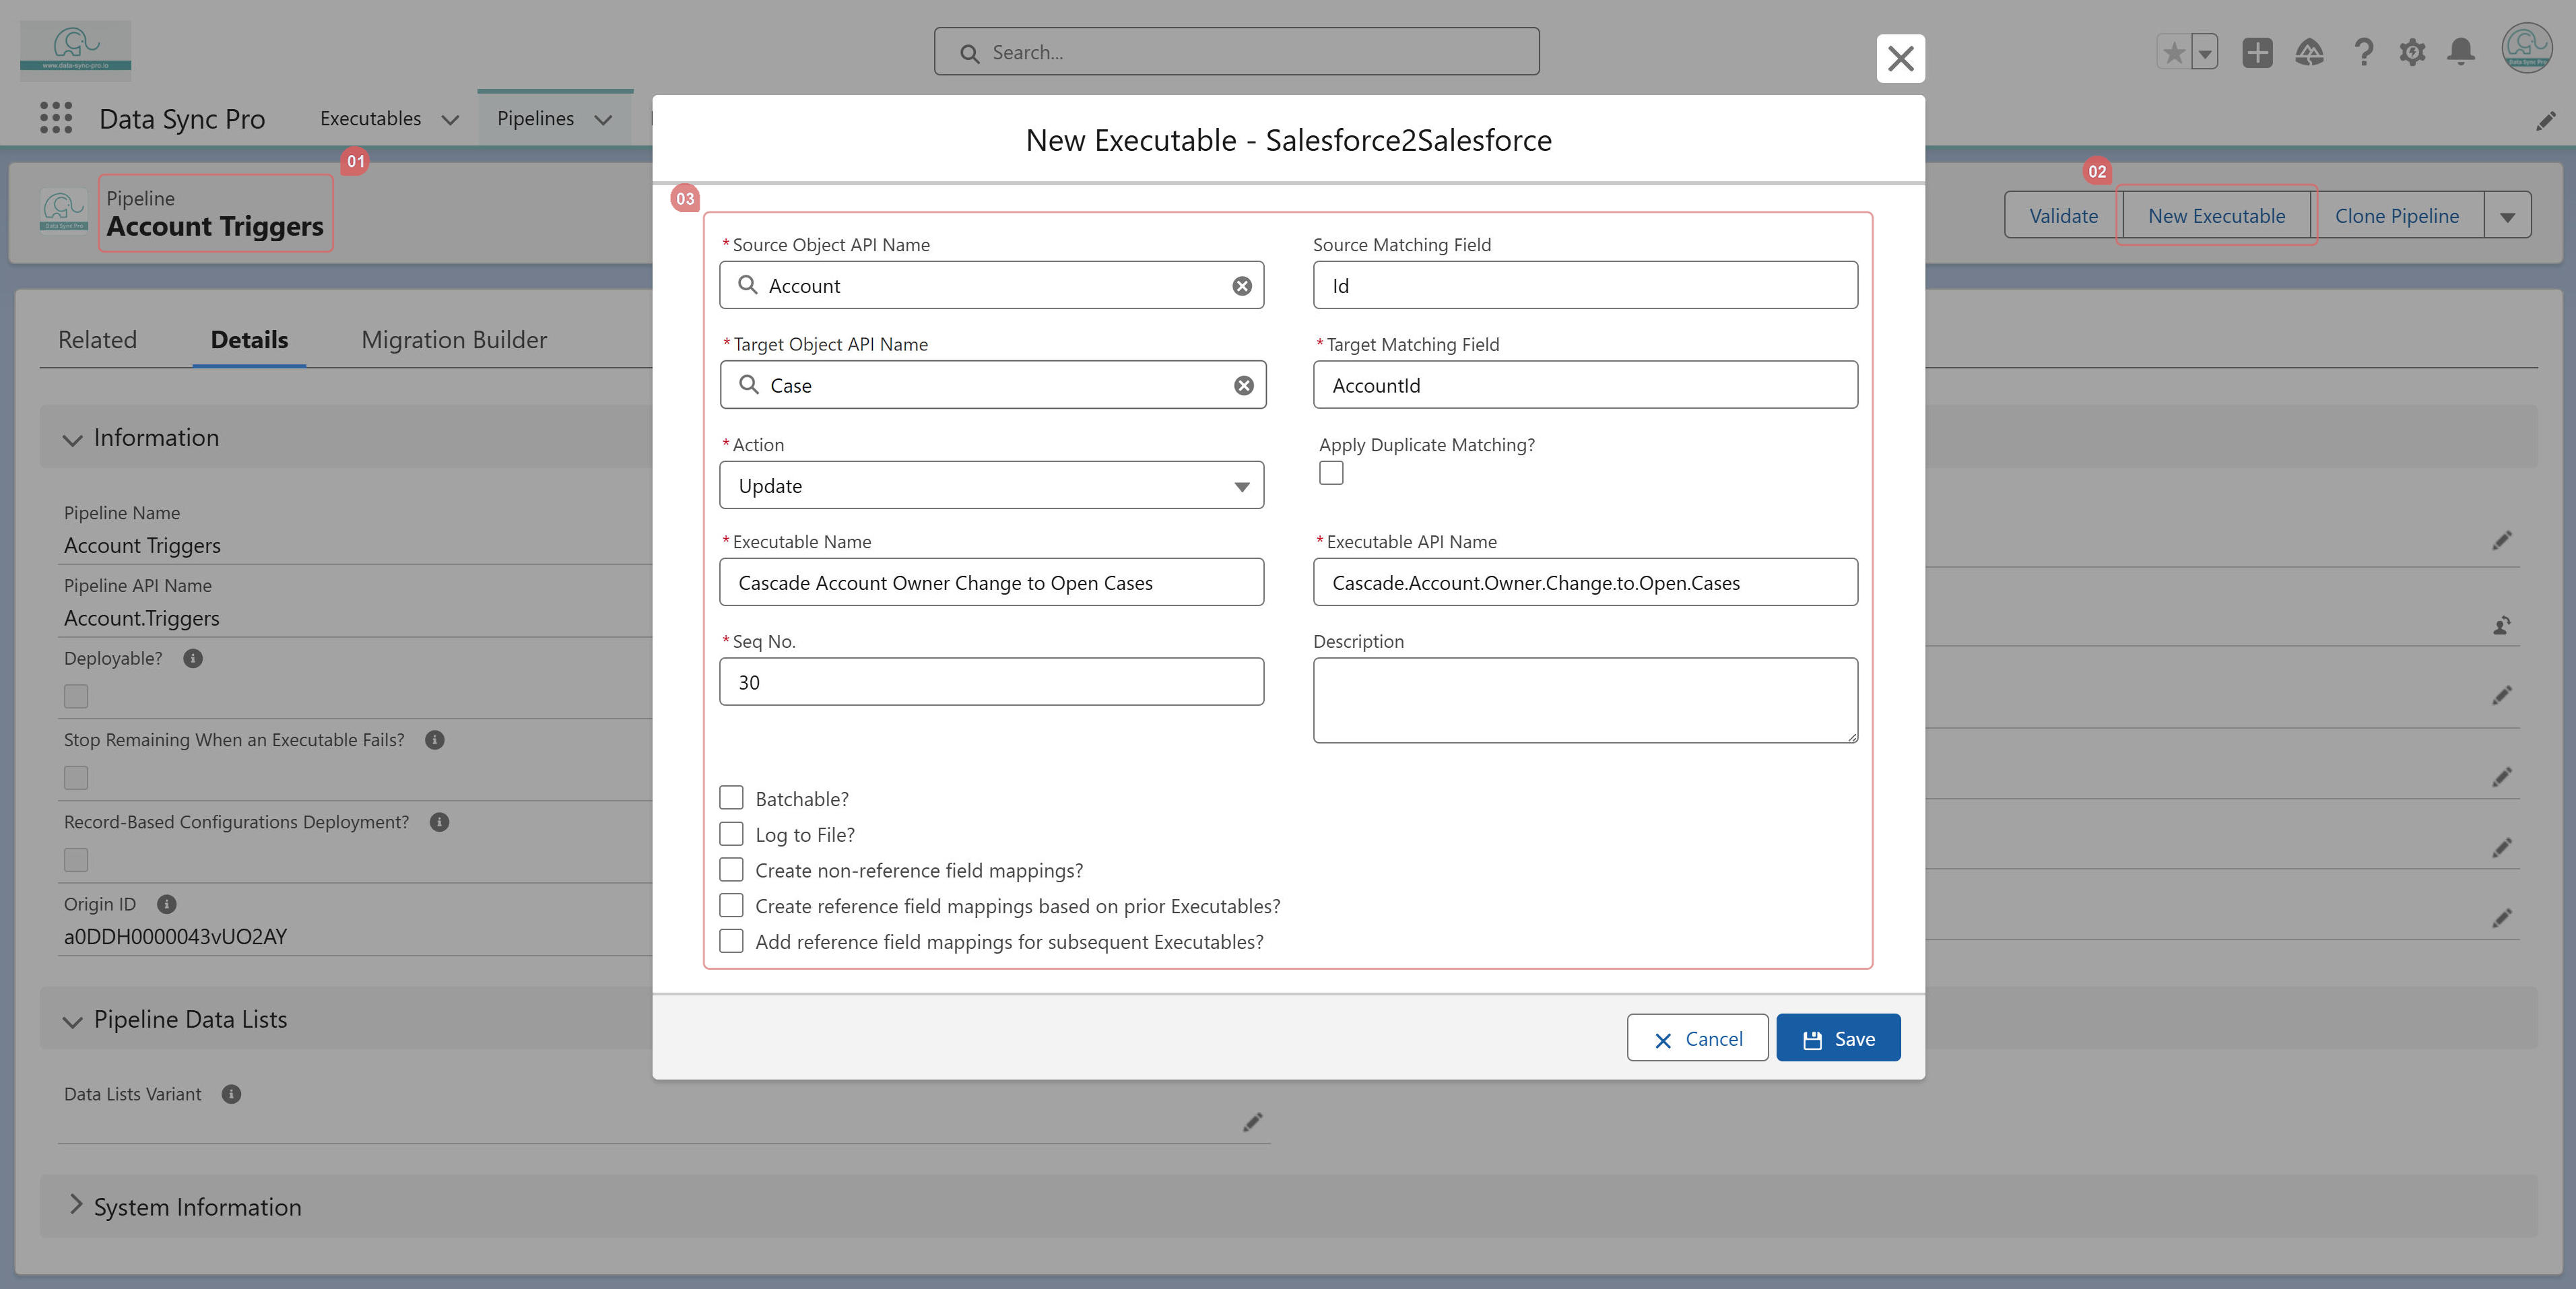 www.data-sync-pro.io
Search...
Data Sync Pro
Executables
Pipelines
01
Pipeline
Account Triggers
02
Validate
New Executable
Clone Pipeline
Related
Details
Migration Builder
Information
Pipeline Name
Account Triggers
Pipeline API Name
Account.Triggers
Deployable?
Stop Remaining When an Executable Fails?
Record-Based Configurations Deployment?
Origin ID
a0DDH0000043vUO2AY
Pipeline Data Lists
Data Lists Variant
System Information
New Executable - Salesforce2Salesforce
03
*Source Object API Name
Account
Source Matching Field
Id
*Target Object API Name
Case
*Target Matching Field
AccountId
*Action
Update
Apply Duplicate Matching?
*Executable Name
Cascade Account Owner Change to Open Cases
*Executable API Name
Cascade.Account.Owner.Change.to.Open.Cases
*Seq No.
30
Description
Batchable?
Log to File?
Create non-reference field mappings?
Create reference field mappings based on prior Executables?
Add reference field mappings for subsequent Executables?
Cancel
Save